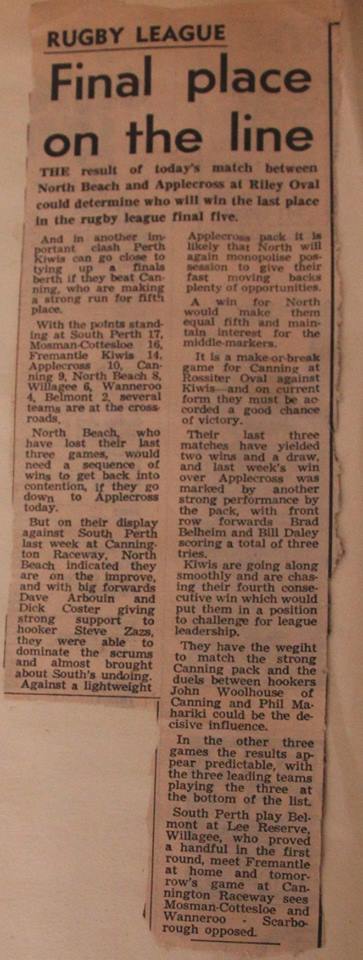 RUGBY LEAGUE
Final place
on the line
THE result of today's match between
North Beach and Applecross at Riley Oval
could determine who will win the last place
in the rugby league final five.
And in another im-
portant clash Perth
Kiwis can go close to
tying up a finals
berth if they beat Can-
ning, who are making
a strong run for fifth
place.
With the points stand-
ing at South Perth 17,
Mosman-Cottesloe 16,
Fremantle Kiwis 14,
Applecross 10, Can-
ning 9, North Beach 8,
Willagee 6, Wanneroo
4, Belmont 2, several
teams are at the cross-
roads.
North Beach, who
have lost their last
three games, would
need a sequence of
wins to get back into
contention, if they go
down to Applecross
today.
But on their display
against South Perth
last week at Canning-
ton Raceway, North
Beach indicated they
are on the improve,
and with big forwards
Dave Arbouin and
Dick Coster giving
strong support to
hooker Steve Zazs,
they were able to
dominate the scrums
and almost brought
about South's undoing.
Against a lightweight
Applecross pack it is
likely that North will
again monopolise pos-
session to give their
fast moving backs
plenty of opportunities.
A win for North
would make them
equal fifth and main-
tain interest for the
middle-markers.
It is a make-or-break
game for Canning at
Rossiter Oval against
Kiwis—and on current
form they must be ac-
corded a good chance
of victory.
Their last three
matches have yielded
two wins and a draw,
and last week's win
over Applecross was
marked by another
strong performance by
the pack, with front
row forwards Brad
Belheim and Bill Daley
scoring a total of three
tries.
Kiwis are going along
smoothly and are chas-
ing their fourth conse-
cutive win which would
put them in a position
to challenge for league
leadership.
They have the wegiht
to match the strong
Canning pack and the
duels between hookers
John Woolhouse of
Canning and Phil Ma-
hariki could be the de-
cisive influence.
In the other three
games the results ap-
pear predictable, with
the three leading teams
playing the three at
the bottom of the list.
South Perth play Bel-
mont at Lee Reserve,
Willagee, who proved
a handful in the first
round, meet Fremantle
at home and tomor-
row's game at Can-
nington Raceway sees
Mosman-Cottesloe and
Wanneroo - Scarbo-
rough opposed.